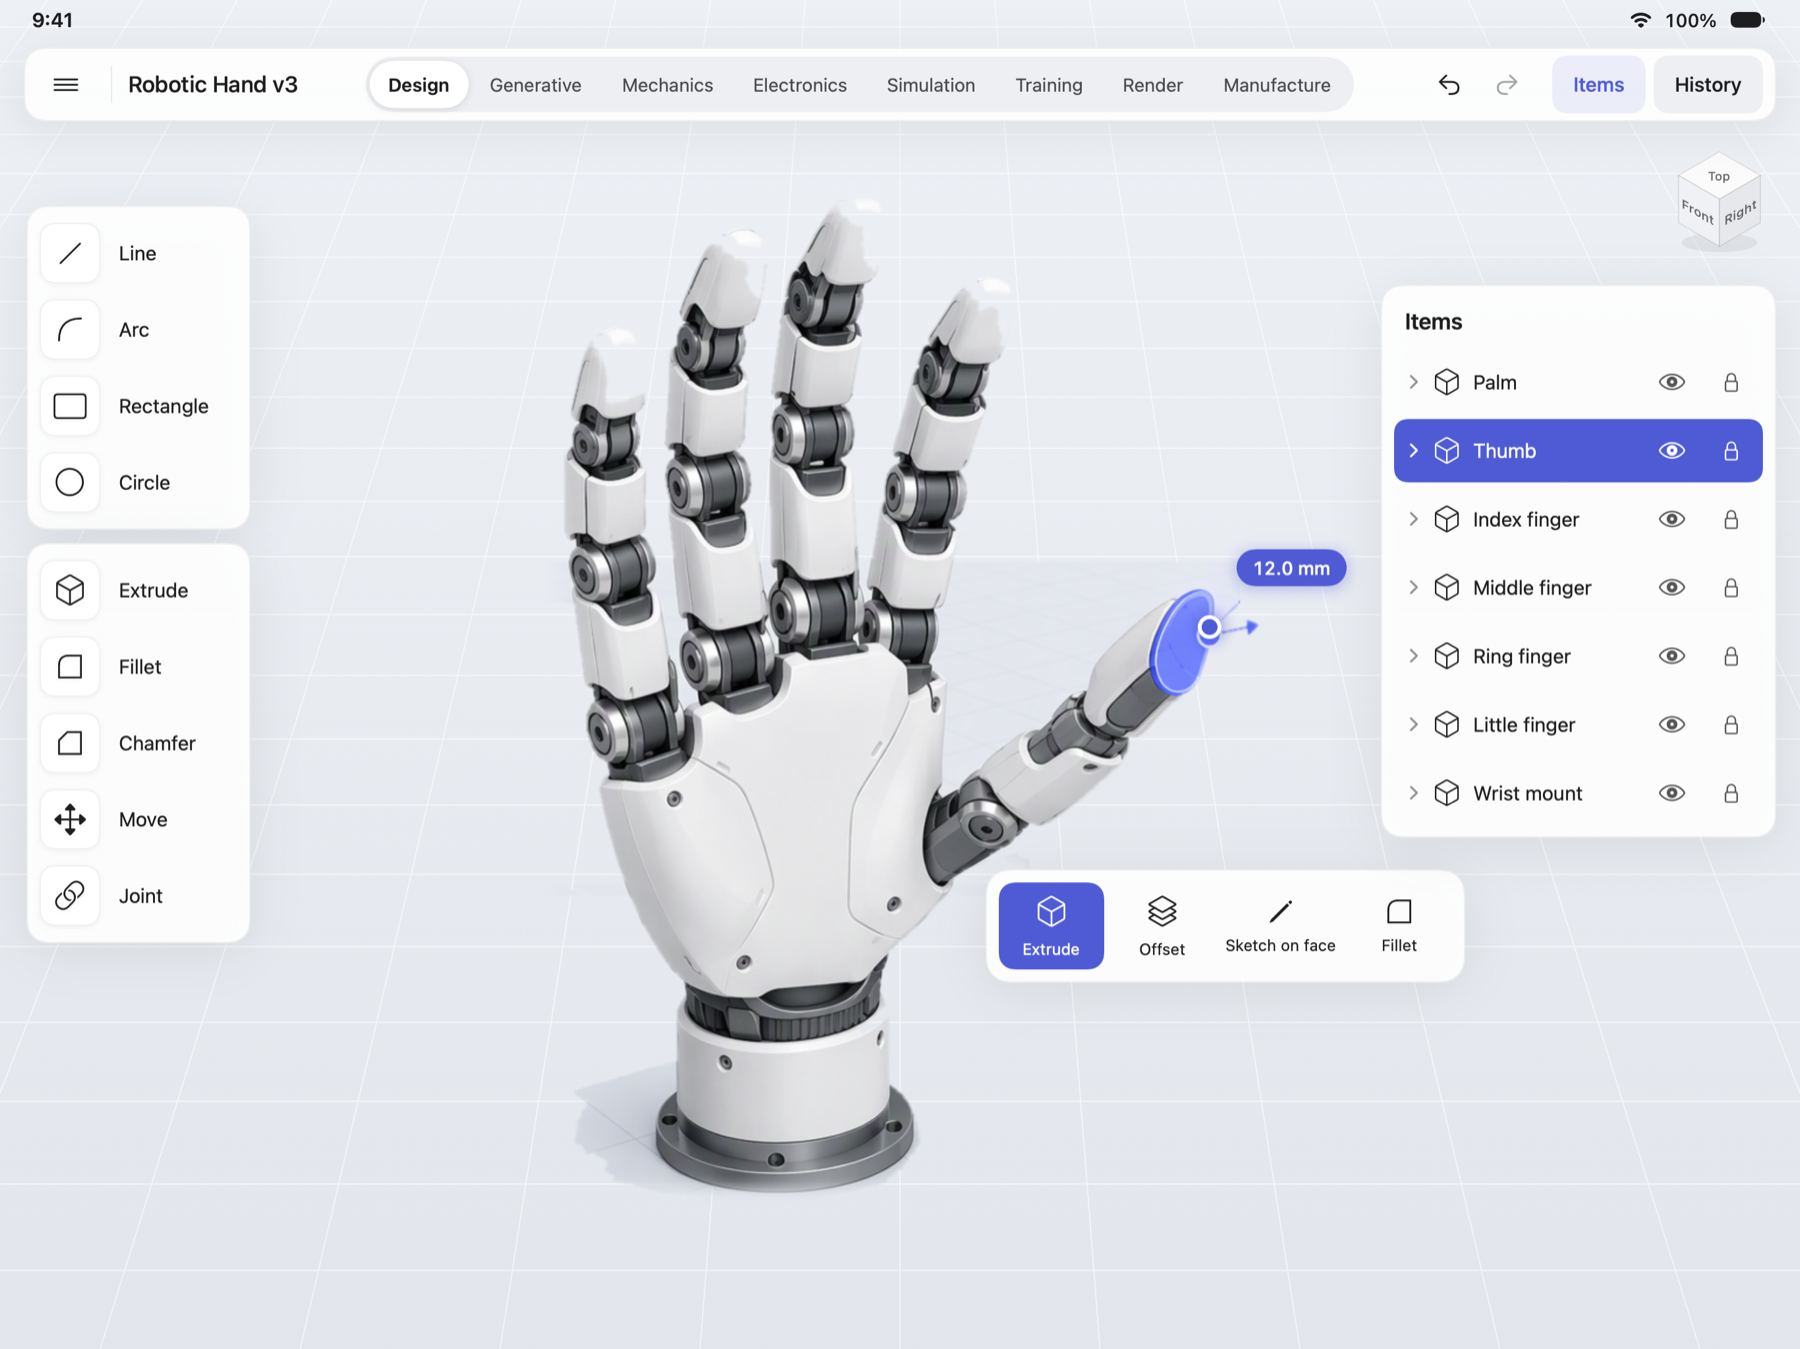 9:41
100%
Robotic Hand v3
Design
Generative
Mechanics
Electronics
Simulation
Training
Render
Manufacture
Items
History
Top
Front
Right
Line
Arc
Rectangle
Circle
Extrude
Fillet
Chamfer
Move
Joint
12.0 mm
Items
Palm
Thumb
Index finger
Middle finger
Ring finger
Little finger
Wrist mount
Extrude
Offset
Sketch on face
Fillet